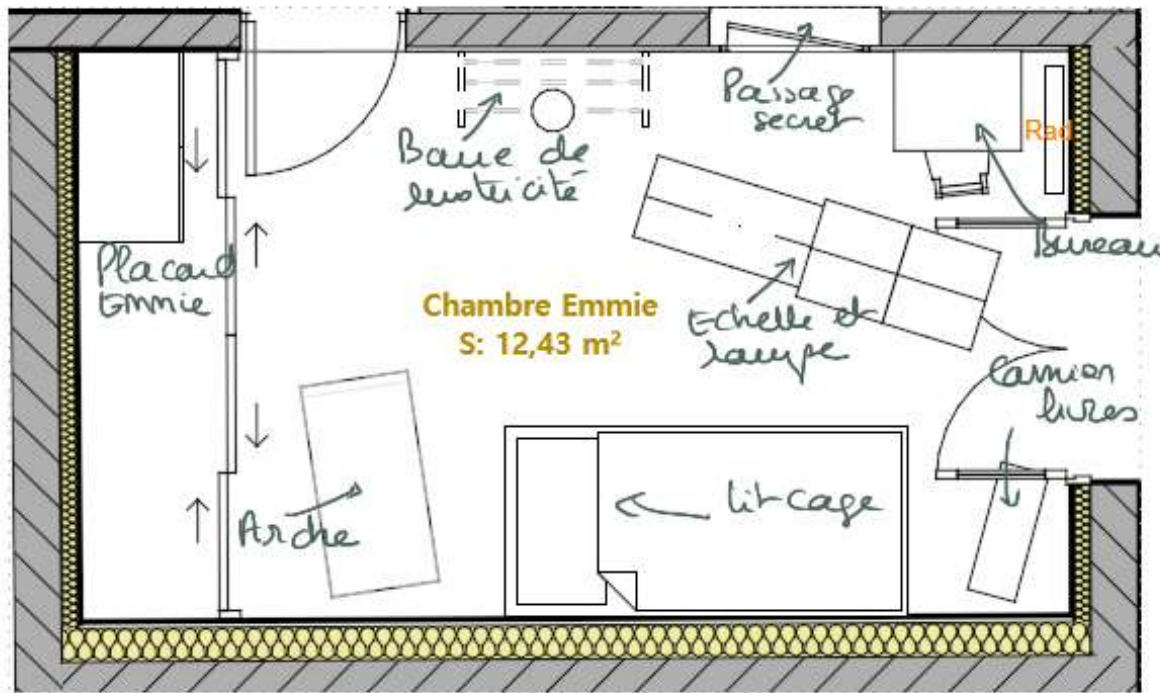 Passage
secret
Rad
Barre de
motricité
Bureau
Placard
Emmie
Chambre Emmie
S: 12,43 m²
Echelle et
rampe
livres
lit cage
Arche